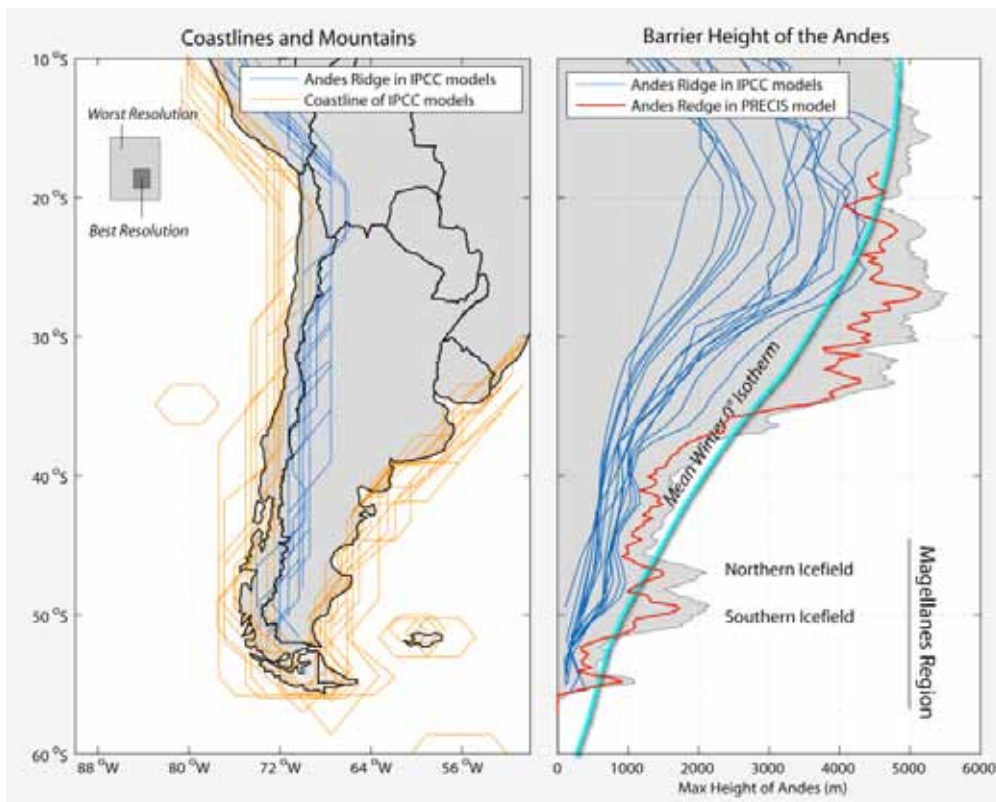 Coastlines and Mountains
Andes Ridge in IPCC models
Coastline of IPCC models
Worst Resolution
Best Resolution
10 °S
20 °S
30 °S
40 °S
50 °S
60 °S
88 °W
80 °W
72 °W
64 °W
56 °W
Barrier Height of the Andes
Andes Ridge in IPCC models
Andes Redge in PRECIS model
Mean Winter 0° Isotherm
Northern Icefield
Southern Icefield
Magellanes Region
0
1000
2000
3000
4000
5000
6000
Max Height of Andes (m)